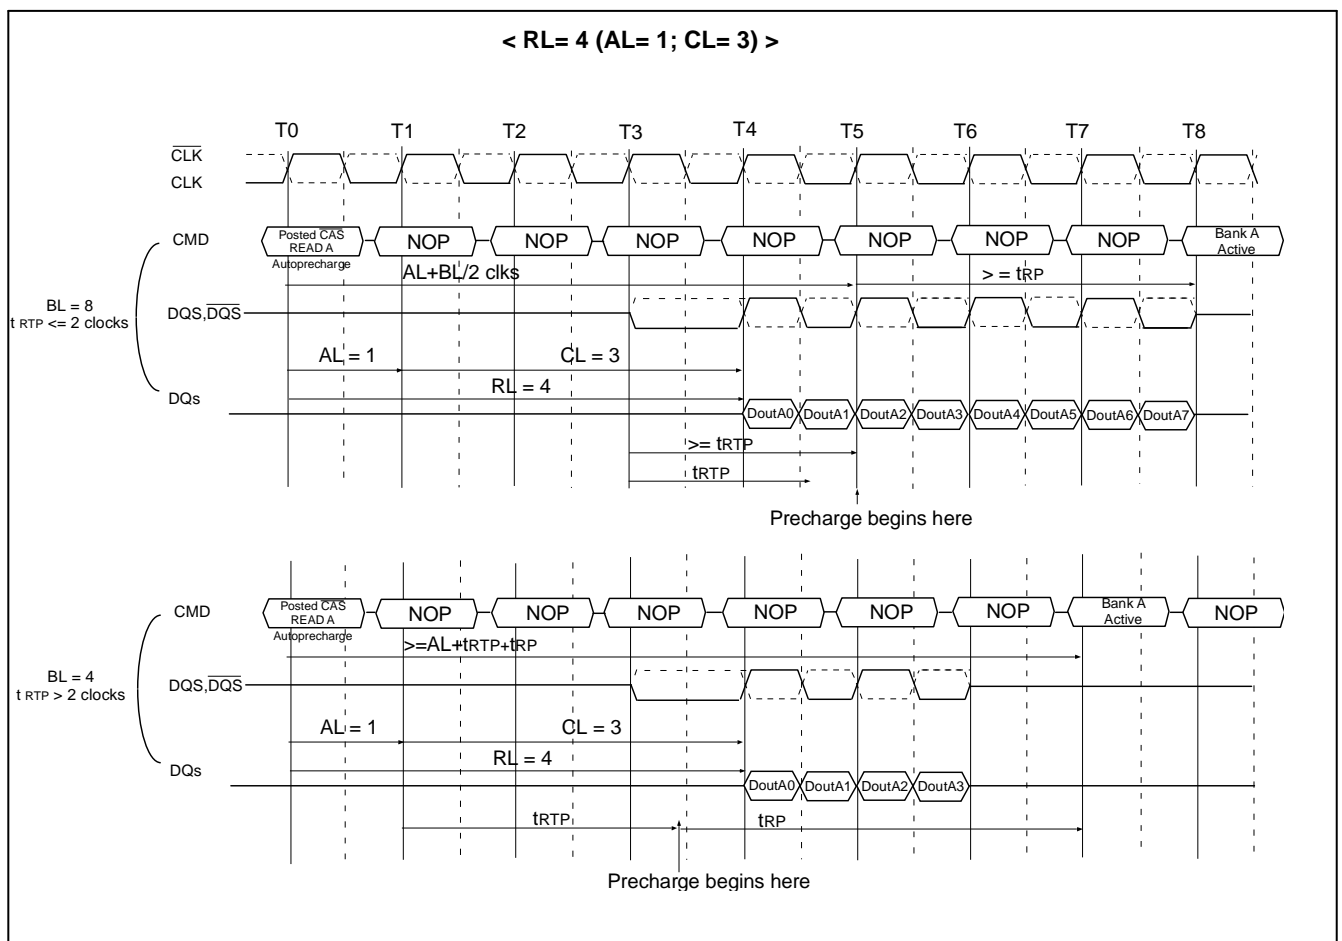 < RL= 4 (AL= 1; CL= 3) >
T0 T1 T2 T3 T4 T5 T6 T7 T8
CLK
CLK
CMD
Posted CAS
READ A
Autoprecharge
NOP NOP NOP NOP NOP NOP NOP
Bank A
Active
AL+BL/2 clks
> = tRP
BL = 8
t RTP <= 2 clocks
DQS,DQS
AL = 1
CL = 3
RL = 4
DQs
DoutA0 DoutA1 DoutA2 DoutA3 DoutA4 DoutA5 DoutA6 DoutA7
>= tRTP
tRTP
Precharge begins here
CMD
Posted CAS
READ A
Autoprecharge
NOP NOP NOP NOP NOP NOP
Bank A
Active
NOP
>=AL+tRTP+tRP
BL = 4
t RTP > 2 clocks
DQS,DQS
AL = 1
CL = 3
RL = 4
DQs
DoutA0 DoutA1 DoutA2 DoutA3
tRTP
tRP
Precharge begins here